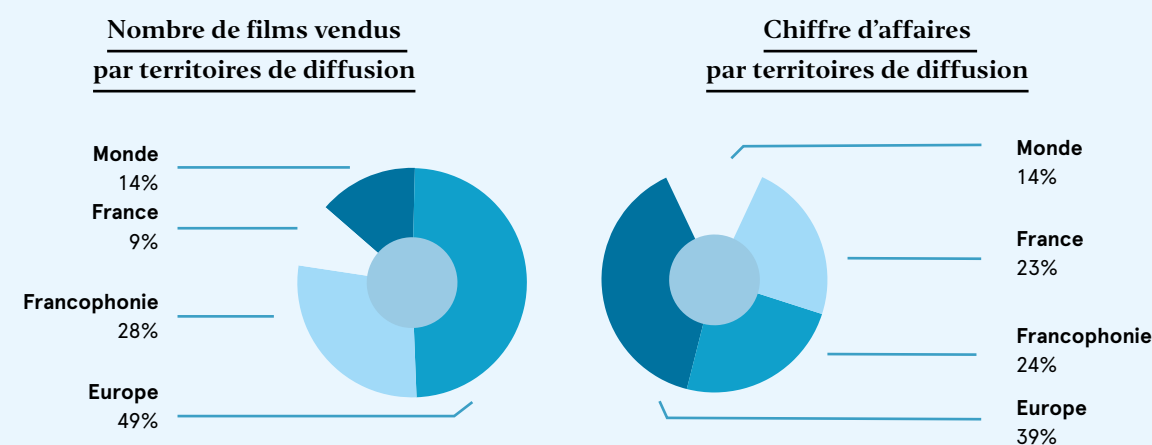 Nombre de films vendus
par territoires de diffusion
Monde
14%
France
9%
Francophonie
28%
Europe
49%
Chiffre d’affaires
par territoires de diffusion
Monde
14%
France
23%
Francophonie
24%
Europe
39%